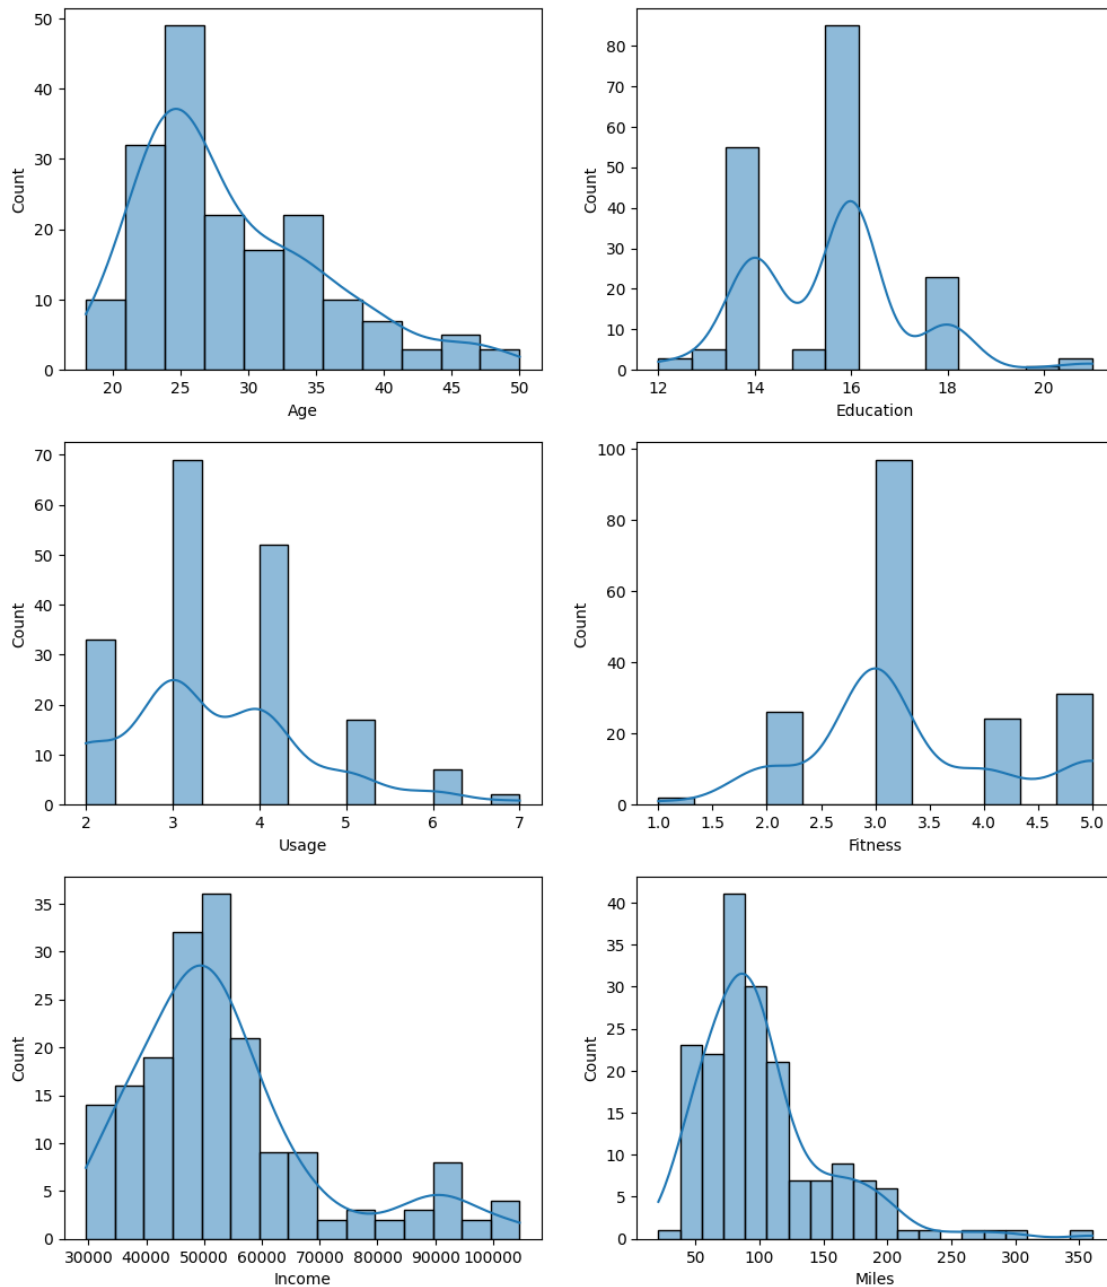 50
40
30
20
10
0
Count
20 25 30 35 40 45 50
Age
80
70
60
50
40
30
20
10
0
Count
12 14 16 18 20
Education
70
60
50
40
30
20
10
0
Count
2 3 4 5 6 7
Usage
100
80
60
40
20
0
Count
1.0 1.5 2.0 2.5 3.0 3.5 4.0 4.5 5.0
Fitness
35
30
25
20
15
10
5
0
Count
30000 40000 50000 60000 70000 80000 90000 100000
Income
40
35
30
25
20
15
10
5
0
Count
50 100 150 200 250 300 350
Miles